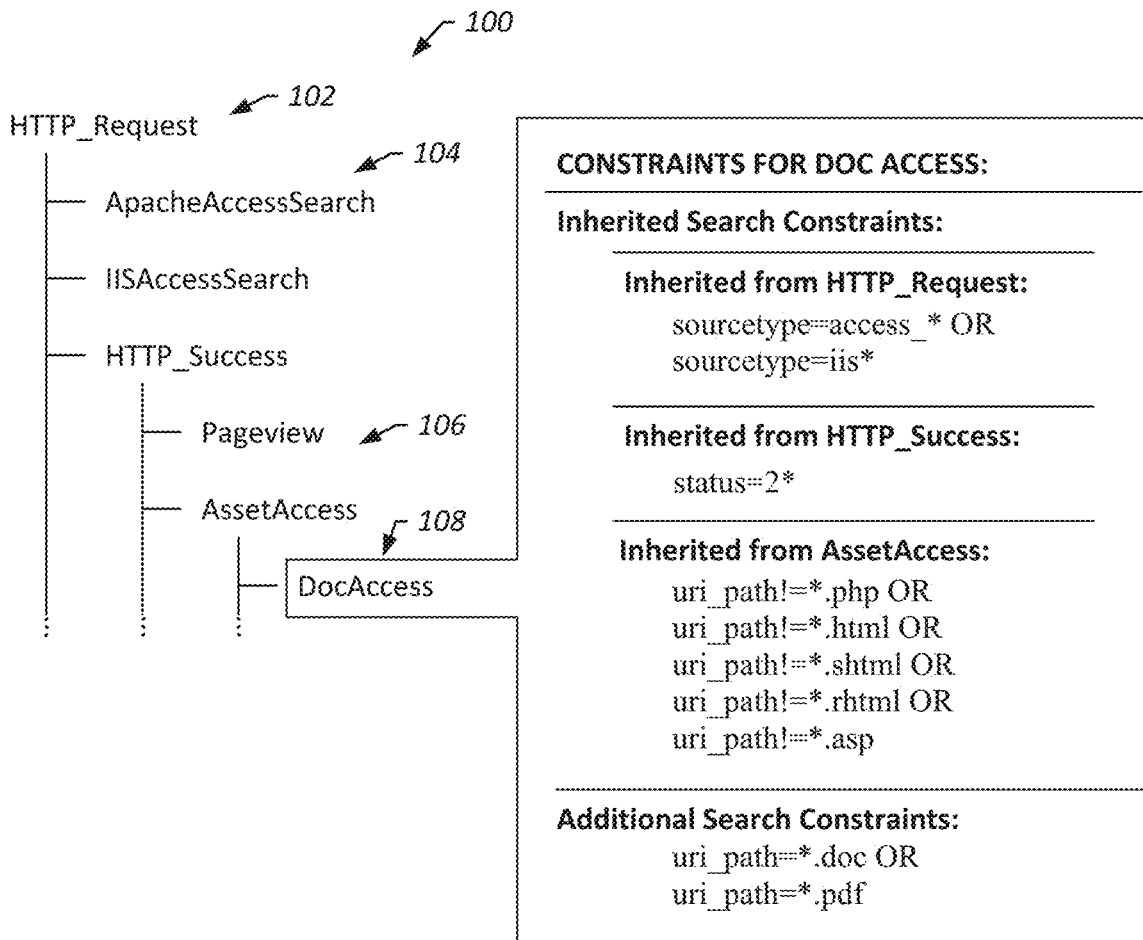 100
102
HTTP_Request
104
ApacheAccessSearch
IISAccessSearch
HTTP_Success
Pageview
106
AssetAccess
108
DocAccess
CONSTRAINTS FOR DOC ACCESS:
Inherited Search Constraints:
Inherited from HTTP_Request:
sourcetype=access_* OR
sourcetype=iis*
Inherited from HTTP_Success:
status=2*
Inherited from AssetAccess:
uri_path!=*.php OR
uri_path!=*.html OR
uri_path!=*.shtml OR
uri_path!=*.rhtml OR
uri_path!=*.asp
Additional Search Constraints:
uri_path=*.doc OR
uri_path=*.pdf